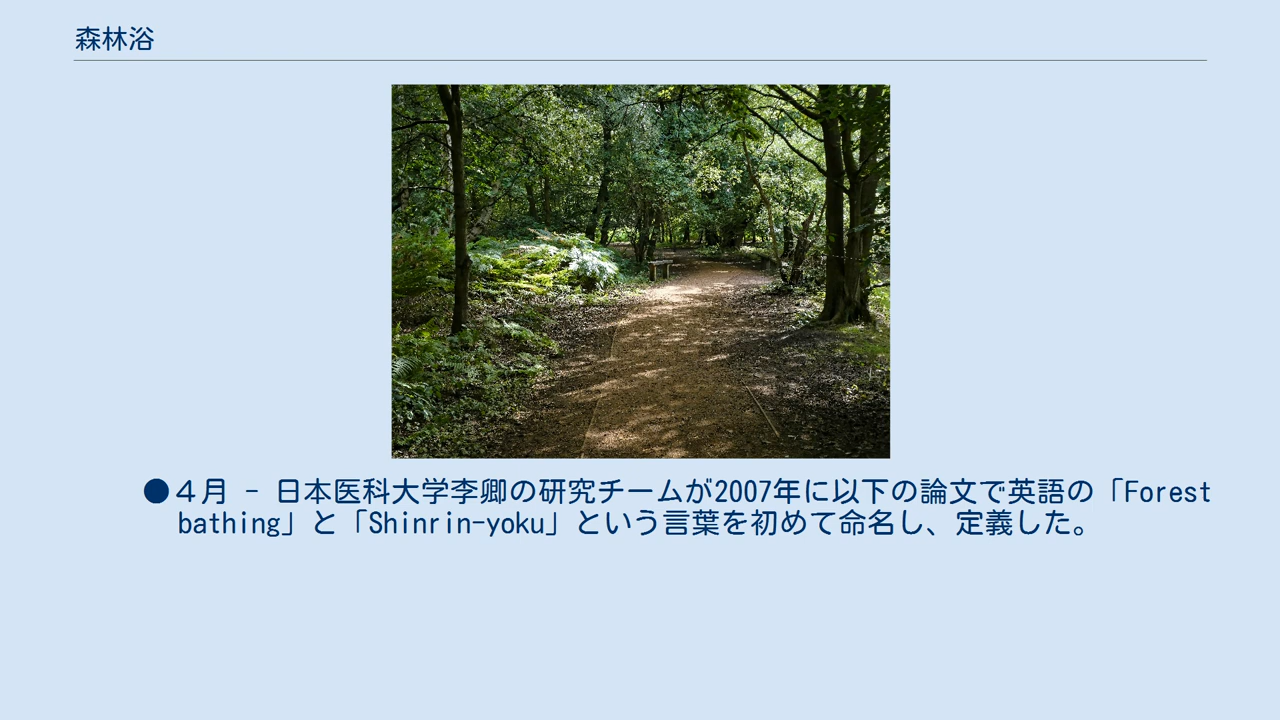 森林浴
●４月 - 日本医科大学李卿の研究チームが2007年に以下の論文で英語の「Forest
bathing」と「Shinrin-yoku」という言葉を初めて命名し、定義した。